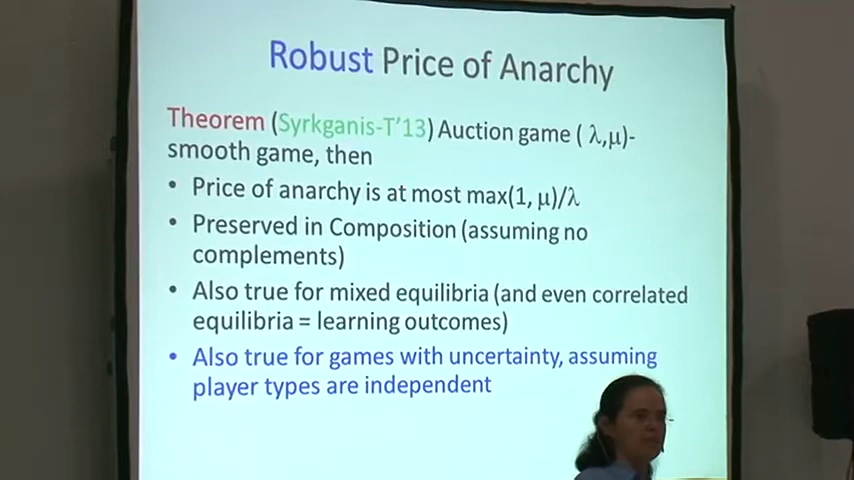 Robust Price of Anarchy
Theorem (Syrkganis-T'13) Auction game ( λ,μ)-
smooth game, then
• Price of anarchy is at most max(1, μ)/λ
• Preserved in Composition (assuming no
complements)
• Also true for mixed equilibria (and even correlated
equilibria = learning outcomes)
• Also true for games with uncertainty, assuming
player types are independent